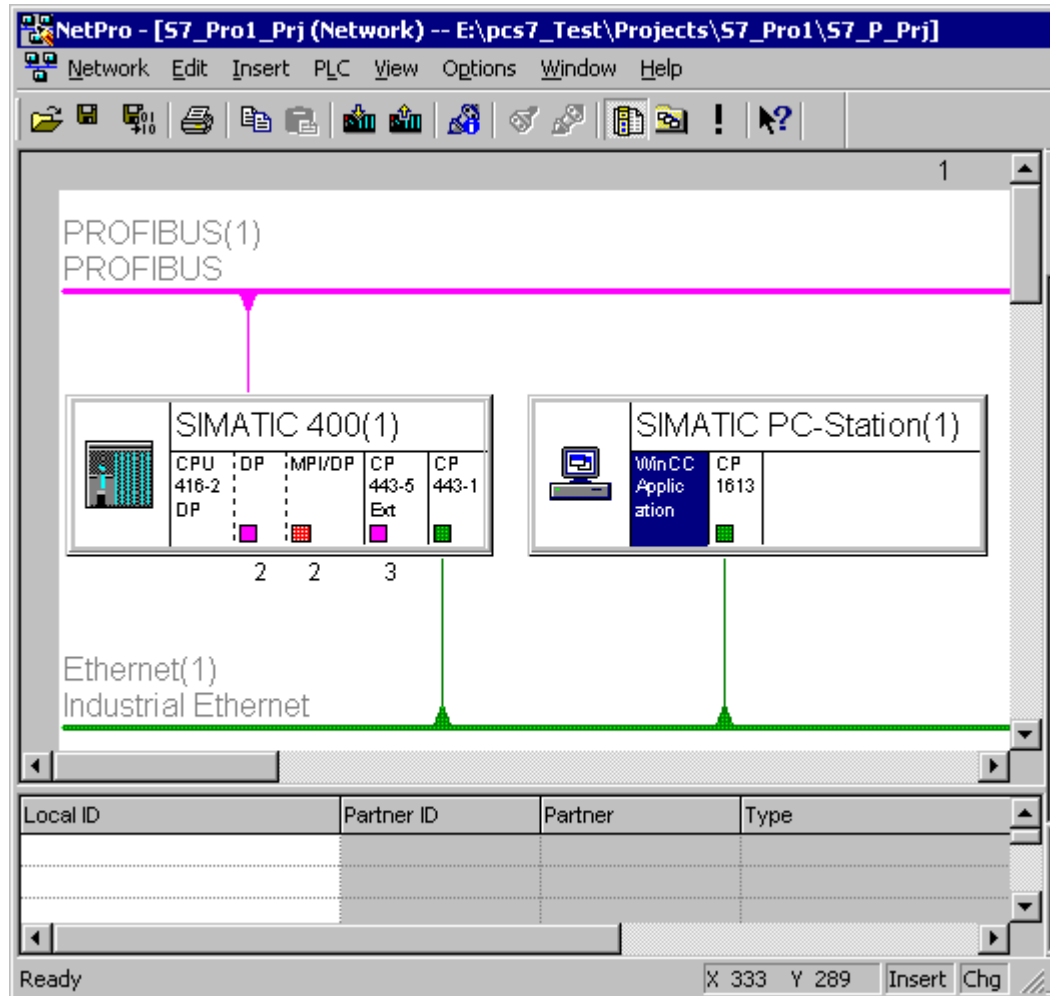 NetPro - [S7_Pro1_Prj (Network) -- E:\pcs7_Test\Projects\S7_Pro1\S7_P_Prj]
Network Edit Insert PLC View Options Window Help
1
PROFIBUS(1)
PROFIBUS
SIMATIC 400(1)
CPU 416-2 DP
DP
MPI/DP
CP 443-5 Ext
CP 443-1
2 2 3
SIMATIC PC-Station(1)
WinCC Applic ation
CP 1613
Ethernet(1)
Industrial Ethernet
Local ID Partner ID Partner Type
Ready X 333 Y 289 Insert Chg